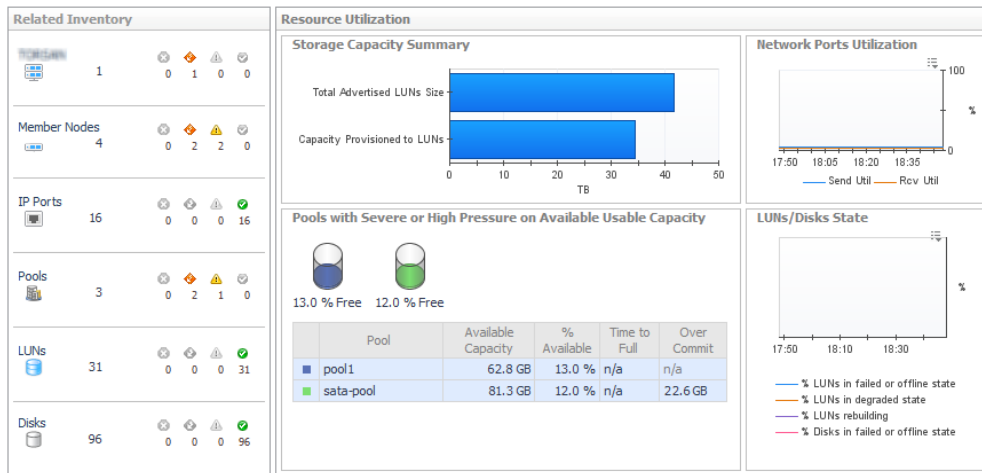 Related Inventory
1
0 1 0 0
Member Nodes
4
0 2 2 0
IP Ports
16
0 0 0 16
Pools
3
0 2 1 0
LUNs
31
0 0 0 31
Disks
96
0 0 0 96
Resource Utilization
Storage Capacity Summary
Total Advertised LUNs Size
Capacity Provisioned to LUNs
0 10 20 30 40 50
TB
Network Ports Utilization
100
%
0
17:50 18:05 18:20 18:35
Send Util Rcv Util
Pools with Severe or High Pressure on Available Usable Capacity
13.0 % Free 12.0 % Free
Pool Available Capacity % Available Time to Full Over Commit
pool1 62.8 GB 13.0 % n/a n/a
sata-pool 81.3 GB 12.0 % n/a 22.6 GB
LUNs/Disks State
%
17:50 18:10 18:30
% LUNs in failed or offline state
% LUNs in degraded state
% LUNs rebuilding
% Disks in failed or offline state